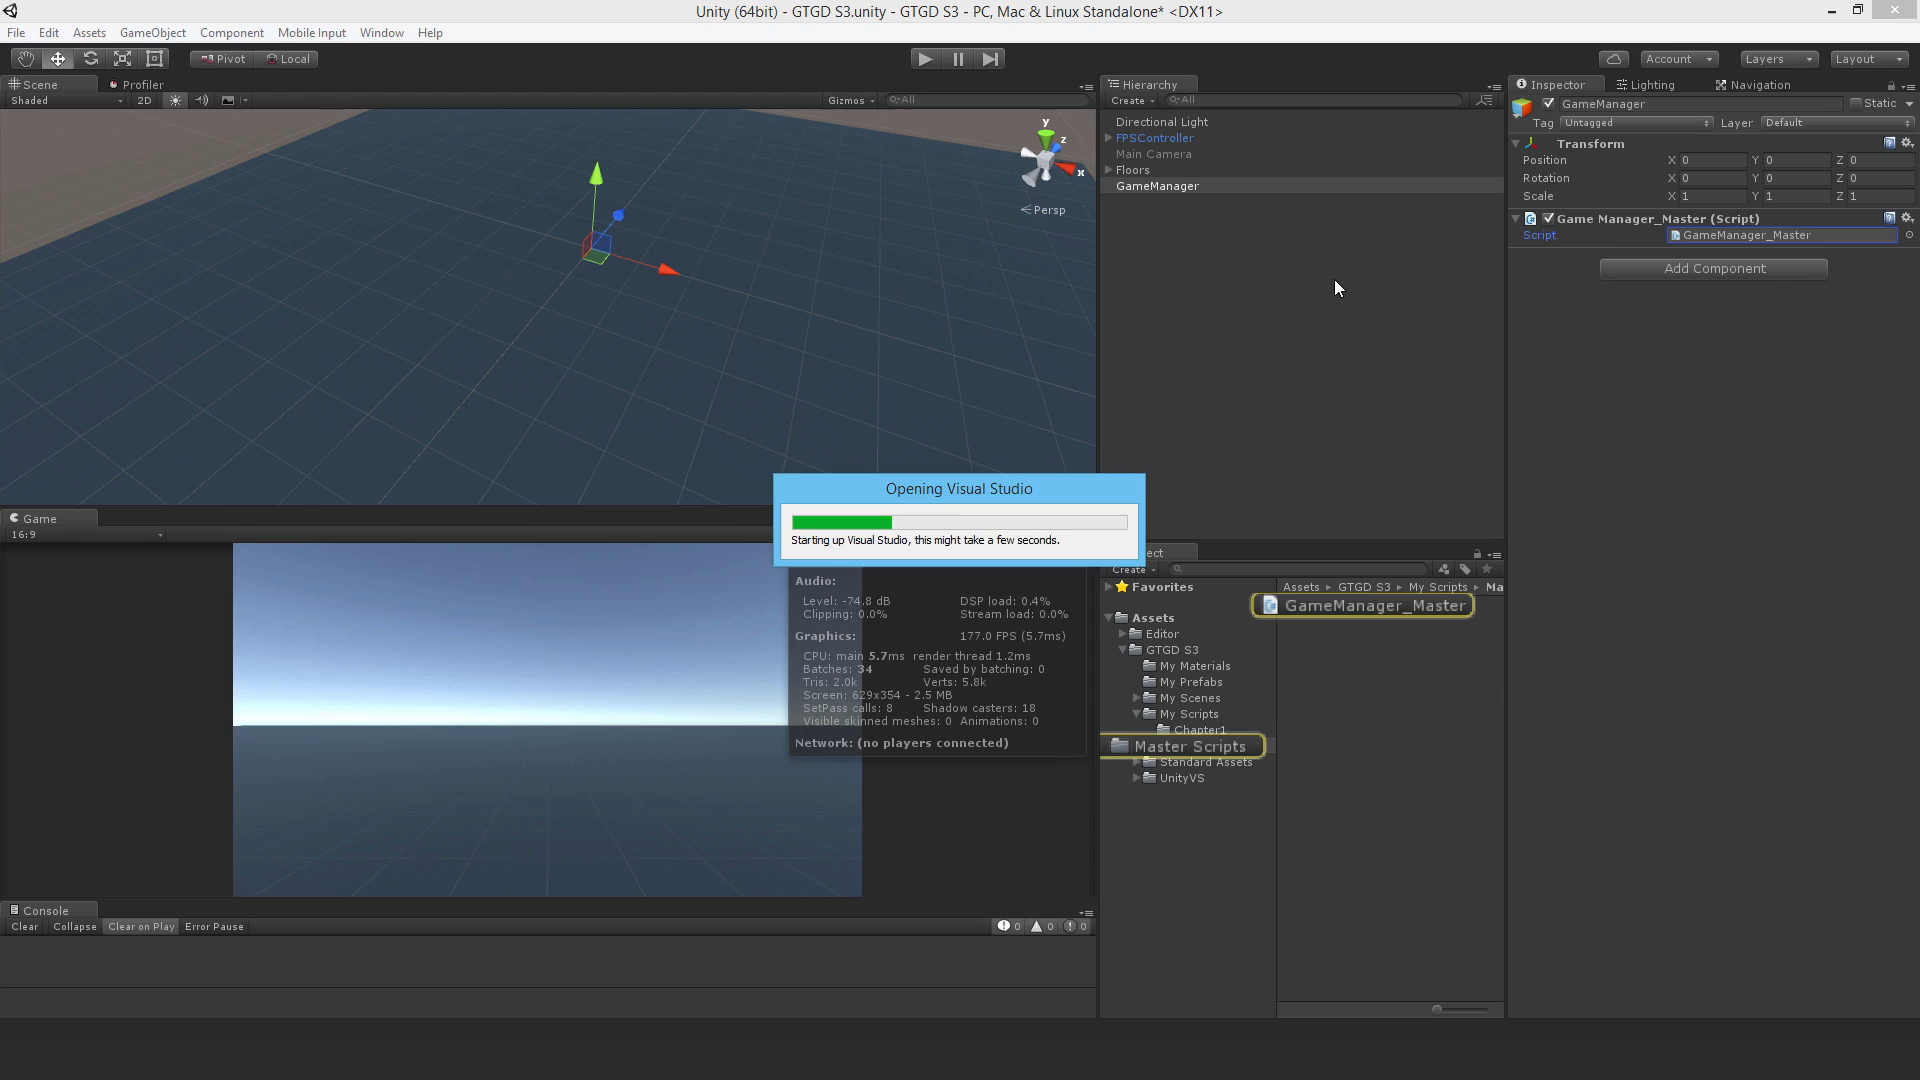 Unity (64bit) - GTGD S3.unity - GTGD S3 - PC, Mac & Linux Standalone* <DX11>
File Edit Assets GameObject Component Mobile Input Window Help
Pivot Local Account Layers Layout
Scene Profiler
Shaded 2D Gizmos All
y
z
x
Persp
Hierarchy
Create All
Directional Light
FPSController
Main Camera
Floors
GameManager
Inspector Lighting Navigation
GameManager Static
Tag Untagged Layer Default
Transform
Position X 0 Y 0 Z 0
Rotation X 0 Y 0 Z 0
Scale X 1 Y 1 Z 1
Game Manager_Master (Script)
Script GameManager_Master
Add Component
Opening Visual Studio
Starting up Visual Studio, this might take a few seconds.
Game
16:9
Audio:
Level: -74.8 dB DSP load: 0.4%
Clipping: 0.0% Stream load: 0.0%
Graphics: 177.0 FPS (5.7ms)
CPU: main 5.7ms render thread 1.2ms
Batches: 34 Saved by batching: 0
Tris: 2.0k Verts: 5.8k
Screen: 629x354 - 2.5 MB
SetPass calls: 8 Shadow casters: 18
Visible skinned meshes: 0 Animations: 0
Network: (no players connected)
ect
Create
Favorites
Assets
Editor
GTGD S3
My Materials
My Prefabs
My Scenes
My Scripts
Chapter1
Master Scripts
Standard Assets
UnityVS
Assets GTGD S3 My Scripts Ma
GameManager_Master
Console
Clear Collapse Clear on Play Error Pause 0 0 0